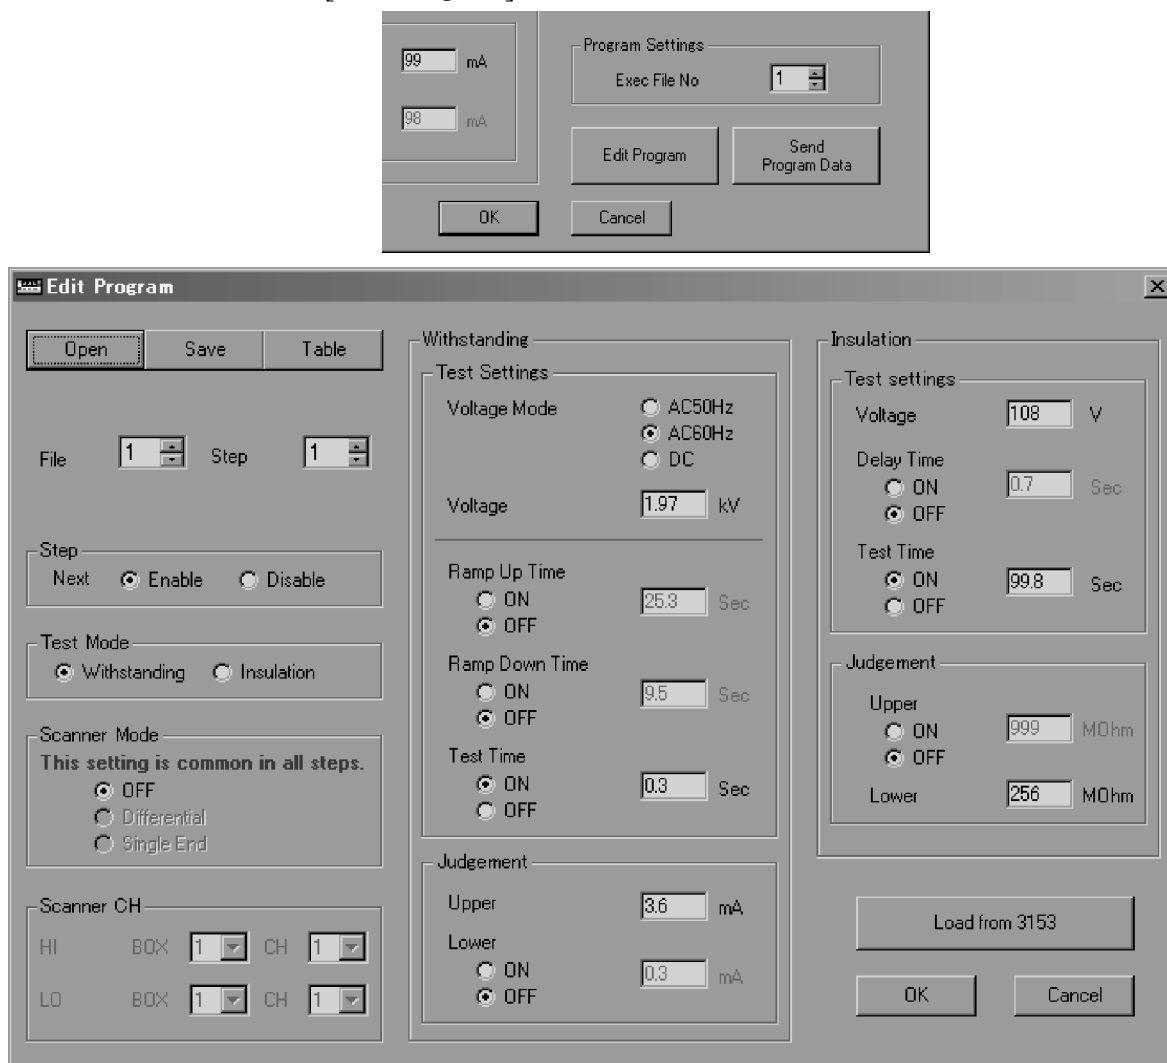 99 mA
98 mA
Program Settings
Exec File No 1
Edit Program
Send
Program Data
OK
Cancel
Edit Program
Open Save Table
File 1 Step 1
Step
Next Enable Disable
Test Mode
Withstanding Insulation
Scanner Mode
This setting is common in all steps.
OFF
Differential
Single End
Scanner CH
HI BOX 1 CH 1
LO BOX 1 CH 1
Withstanding
Test Settings
Voltage Mode AC50Hz
AC60Hz
DC
Voltage 1.97 kV
Ramp Up Time
ON 25.3 Sec
OFF
Ramp Down Time
ON 9.5 Sec
OFF
Test Time
ON 0.3 Sec
OFF
Judgement
Upper 3.6 mA
Lower
ON 0.3 mA
OFF
Insulation
Test settings
Voltage 108 V
Delay Time
ON 0.7 Sec
OFF
Test Time
ON 99.8 Sec
OFF
Judgement
Upper
ON 999 MOhm
OFF
Lower 256 MOhm
Load from 3153
OK Cancel